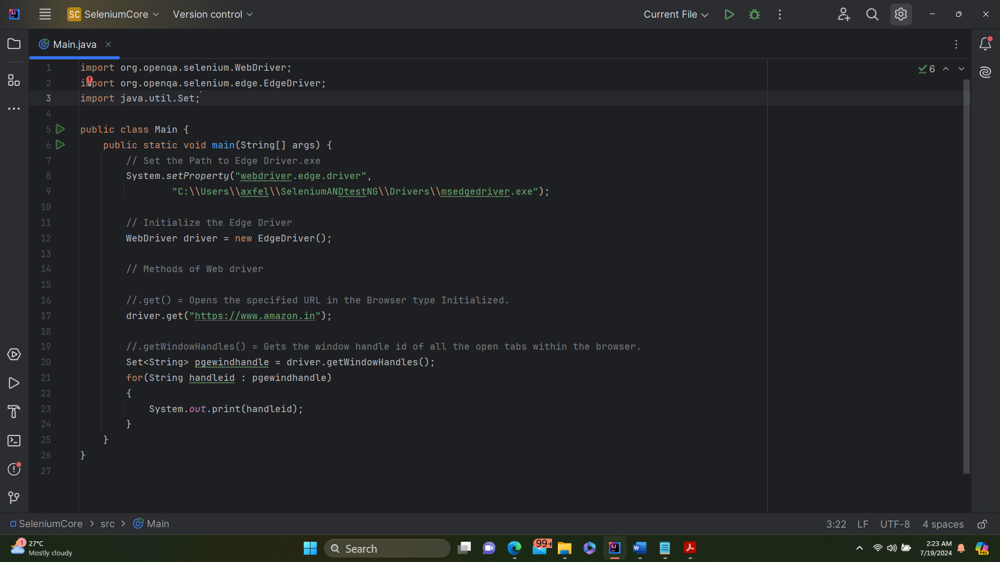 SC SeleniumCore Version control Current File
Main.java
1 import org.openqa.selenium.WebDriver; 6
2 import org.openqa.selenium.edge.EdgeDriver;
3 import java.util.Set;
4
5 public class Main {
6 public static void main(String[] args) {
7 // Set the Path to Edge Driver.exe
8 System.setProperty("webdriver.edge.driver",
9 "C:\\Users\\axfel\\SeleniumANDtestNG\\Drivers\\msedgedriver.exe");
10
11 // Initialize the Edge Driver
12 WebDriver driver = new EdgeDriver();
13
14 // Methods of Web driver
15
16 //.get() = Opens the specified URL in the Browser type Initialized.
17 driver.get("https://www.amazon.in");
18
19 //.getWindowHandles() = Gets the window handle id of all the open tabs within the browser.
20 Set<String> pgewindhandle = driver.getWindowHandles();
21 for(String handleid : pgewindhandle)
22 {
23 System.out.print(handleid);
24 }
25 }
26 }
27
SeleniumCore > src > Main 3:22 LF UTF-8 4 spaces
1 27°C
Mostly cloudy
Search
99+
2:23 AM
7/19/2024
PRE